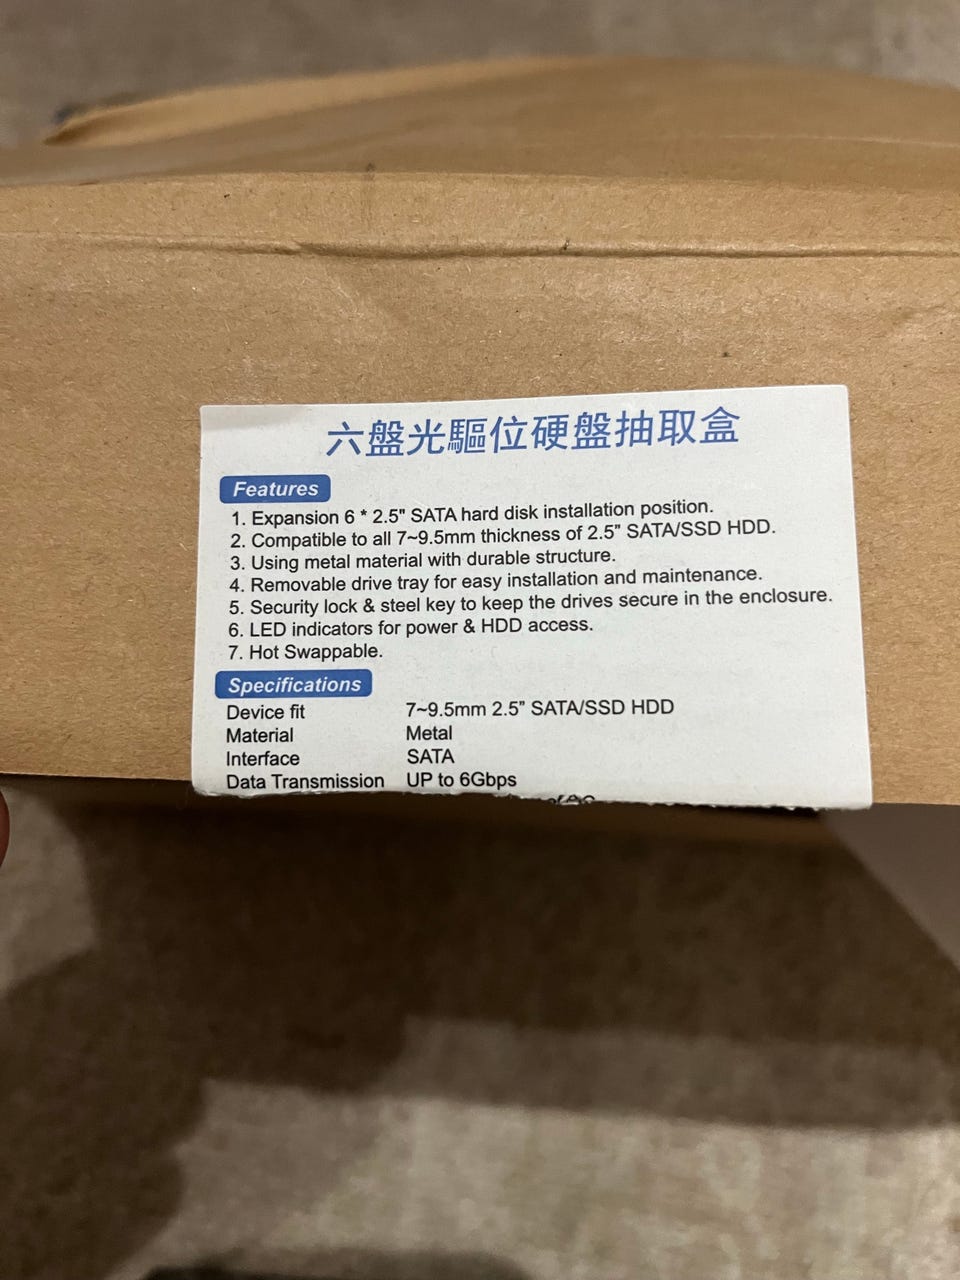 六盤光驅位硬盤抽取盒
Features
1. Expansion 6 * 2.5" SATA hard disk installation position.
2. Compatible to all 7~9.5mm thickness of 2.5" SATA/SSD HDD.
3. Using metal material with durable structure.
4. Removable drive tray for easy installation and maintenance.
5. Security lock & steel key to keep the drives secure in the enclosure.
6. LED indicators for power & HDD access.
7. Hot Swappable.
Specifications
Device fit 7~9.5mm 2.5” SATA/SSD HDD
Material Metal
Interface SATA
Data Transmission UP to 6Gbps